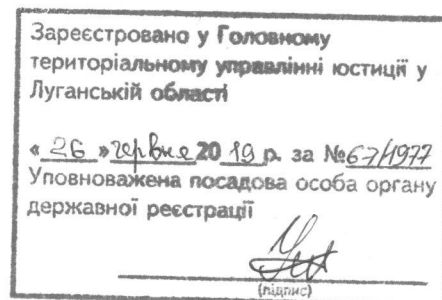 Зареєстровано у Головному
територіальному управлінні юстиції у
Луганській області
« 26 » червня 20 19 р. за №67/1977
Уповноважена посадова особа органу
державної реєстрації
(підпис)